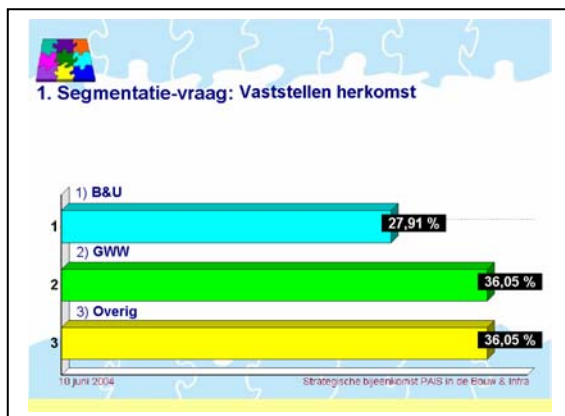 1. Segmentatie-vraag: Vaststellen herkomst
1) B&U
1
27,91 %
2) GWW
2
36,05 %
3) Overig
3
36,05 %
10 juni 2004
Strategische bijeenkomst PAIS in de Bouw & Infra